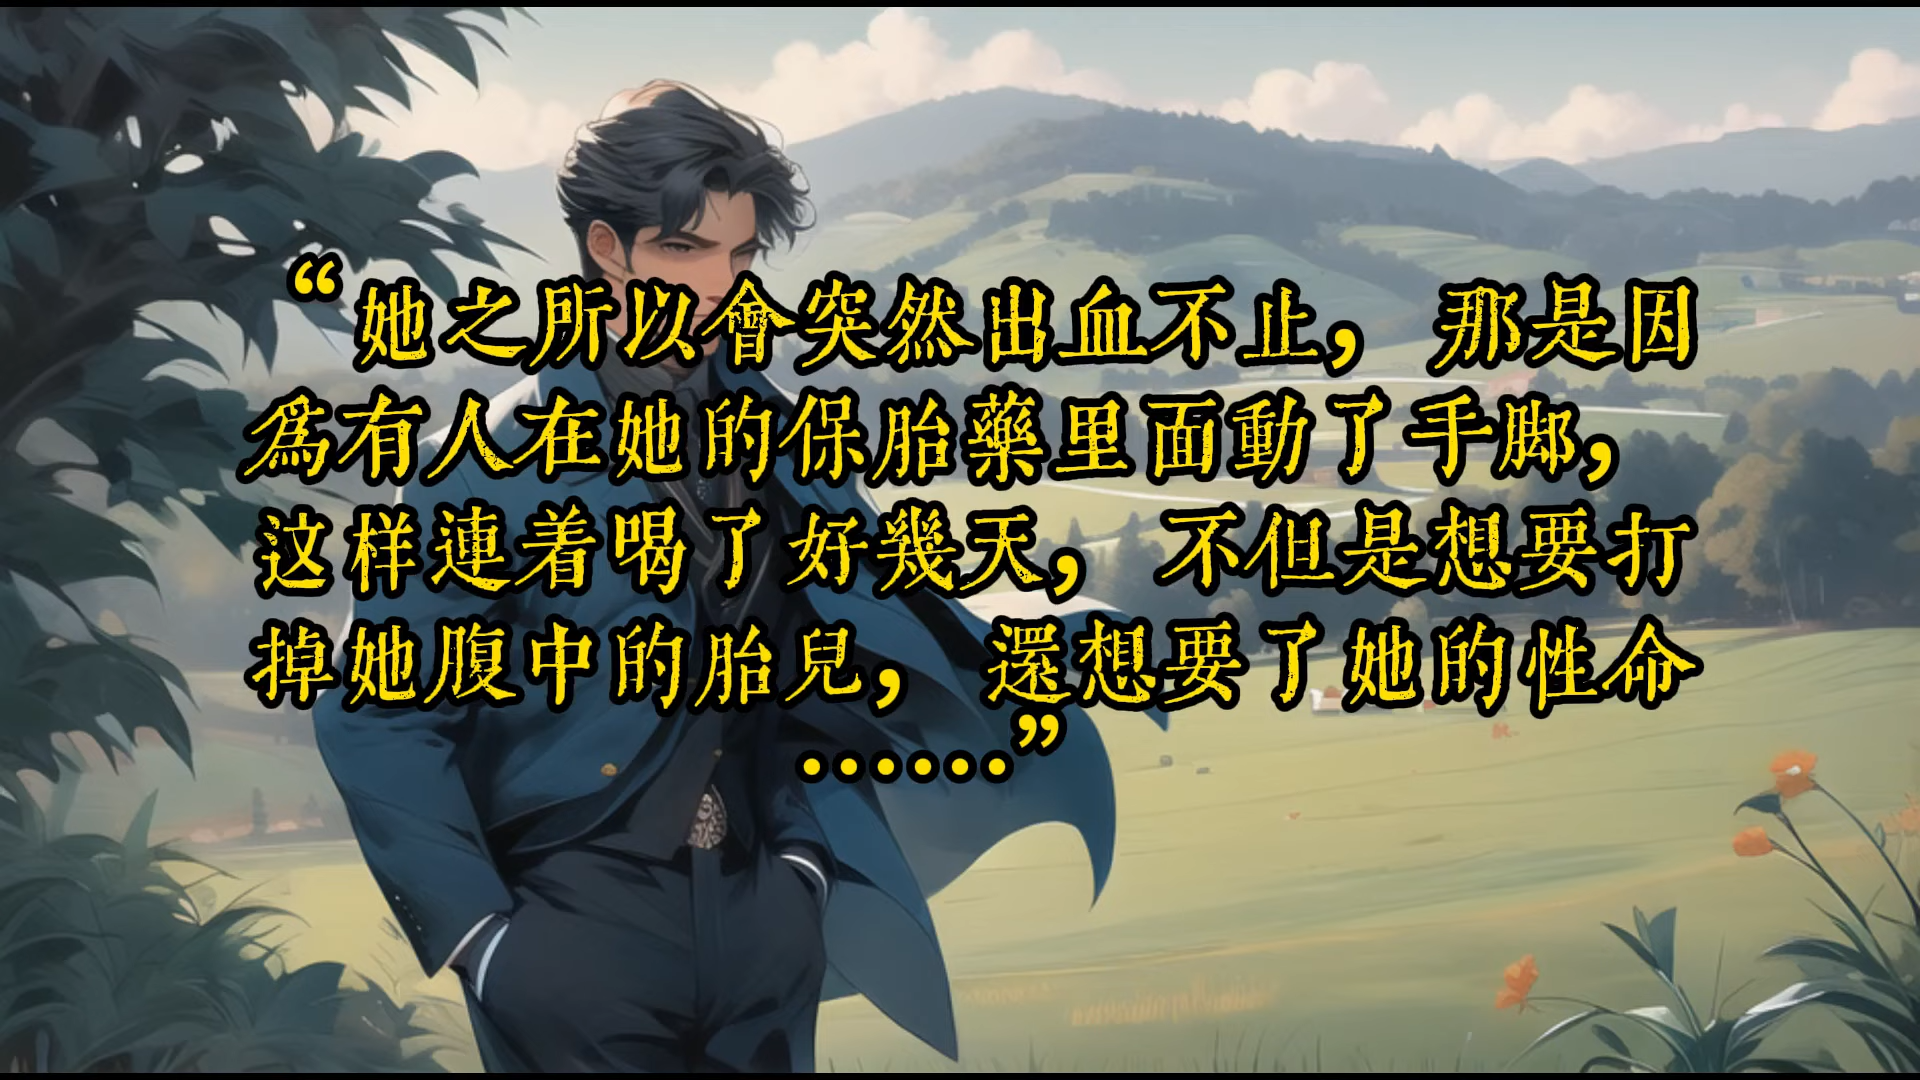 “她之所以會突然出血不止，那是因
爲有人在她的保胎藥里面動了手脚，
这样連着喝了好幾天，不但是想要打
掉她腹中的胎兒，還想要了她的性命
……”